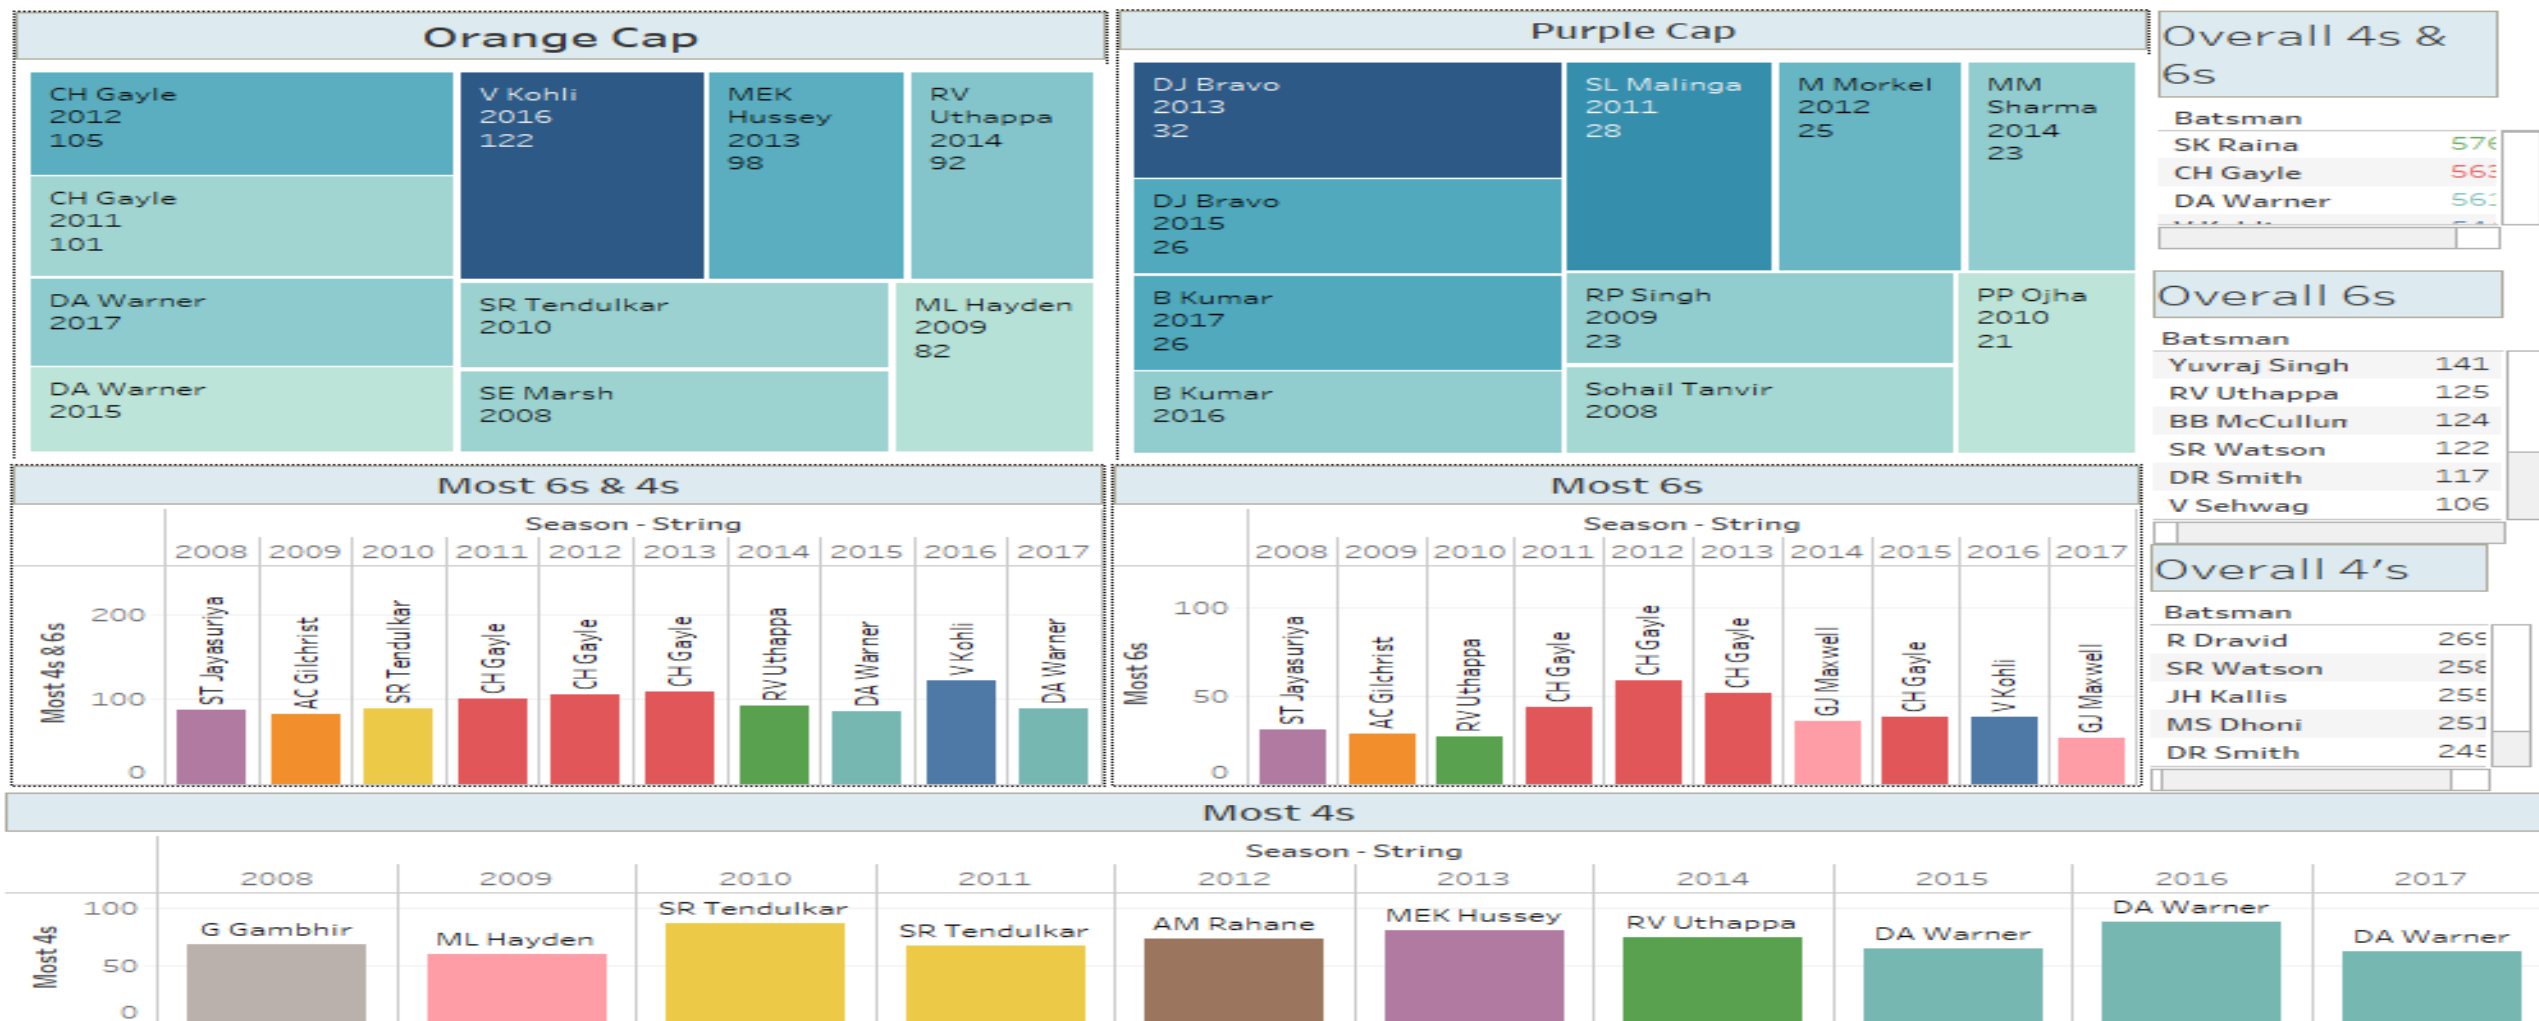 Orange Cap
CH Gayle
2012
105
CH Gayle
2011
101
DA Warner
2017
DA Warner
2015
V Kohli
2016
122
MEK
Hussey
2013
98
RV
Uthappa
2014
92
SR Tendulkar
2010
SE Marsh
2008
ML Hayden
2009
82
Purple Cap
DJ Bravo
2013
32
DJ Bravo
2015
26
B Kumar
2017
26
B Kumar
2016
SL Malinga
2011
28
M Morkel
2012
25
MM
Sharma
2014
23
RP Singh
2009
23
Sohail Tanvir
2008
PP Ojha
2010
21
Overall 4s &
6s
Batsman
SK Raina
CH Gayle
DA Warner
Overall 6s
Batsman
Yuvraj Singh 141
RV Uthappa 125
BB McCullum 124
SR Watson 122
DR Smith 117
V Sehwag 106
Overall 4's
Batsman
R Dravid 269
SR Watson 258
JH Kallis 255
MS Dhoni 251
DR Smith 245
Most 6s & 4s
Season - String
2008 2009 2010 2011 2012 2013 2014 2015 2016 2017
Most 4s & 6s
200
100
0
ST Jayasuriya
AC Gilchrist
SR Tendulkar
CH Gayle
CH Gayle
CH Gayle
RV Uthappa
DA Warner
V Kohli
DA Warner
Most 6s
Season - String
2008 2009 2010 2011 2012 2013 2014 2015 2016 2017
Most 6s
100
50
0
ST Jayasuriya
AC Gilchrist
RV Uthappa
CH Gayle
CH Gayle
CH Gayle
GJ Maxwell
CH Gayle
V Kohli
GJ Maxwell
Most 4s
Season - String
2008 2009 2010 2011 2012 2013 2014 2015 2016 2017
Most 4s
100
50
0
G Gambhir
ML Hayden
SR Tendulkar
SR Tendulkar
AM Rahane
MEK Hussey
RV Uthappa
DA Warner
DA Warner
DA Warner